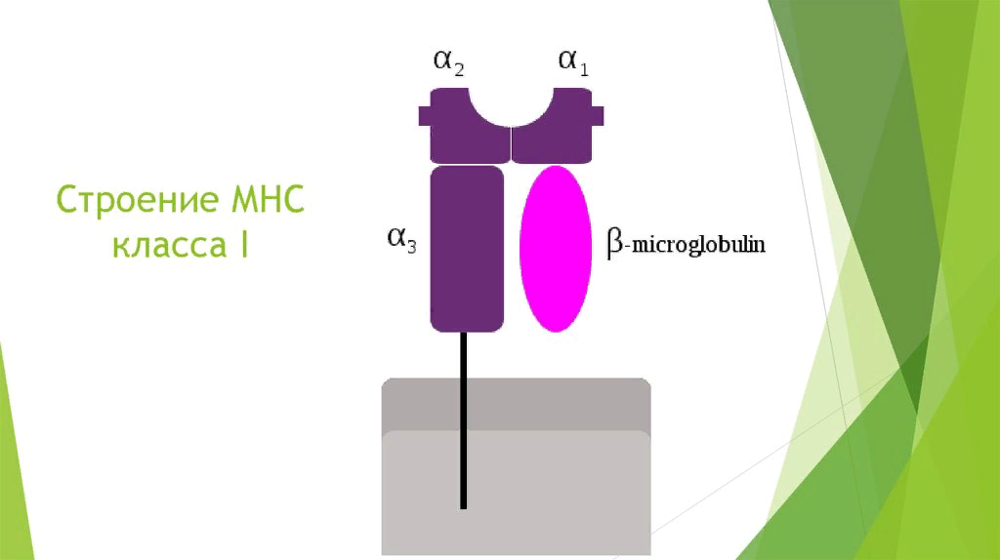 Строение МНС
класса I
α2
α1
α3
β-microglobulin